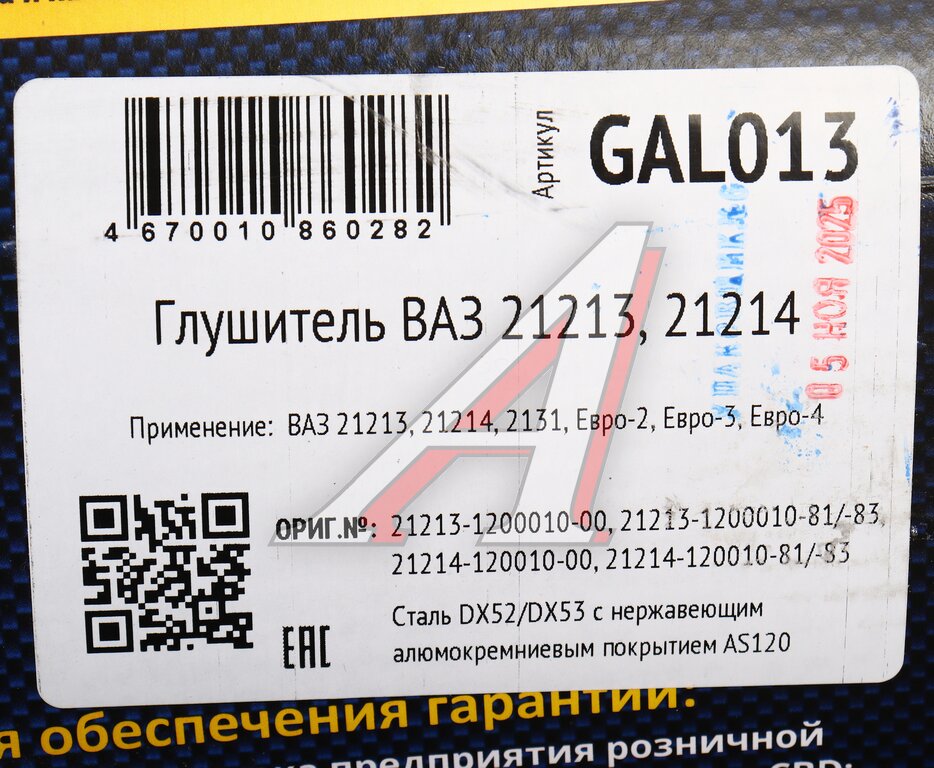 Артикул
GAL013
4 670010 860282
05 НОЯ 2025
Глушитель ВАЗ 21213, 21214
Применение: ВАЗ 21213, 21214, 2131, Евро-2, Евро-3, Евро-4
ОРИГ.№: 21213-1200010-00, 21213-1200010-81/-83,
21214-120010-00, 21214-120010-81/-83
Сталь DX52/DX53 с нержавеющим
алюмокремниевым покрытием AS120
EAC
я обеспечения гарантии:
предприятия розничной